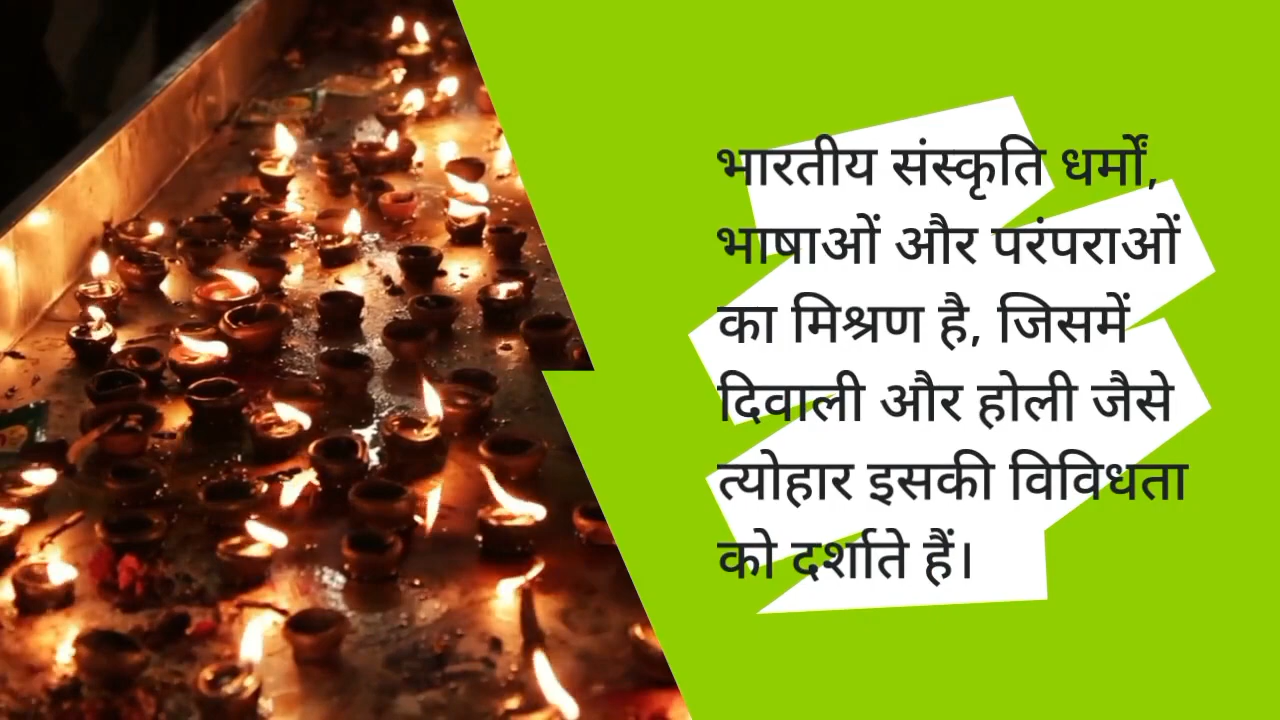 भारतीय संस्कृति धर्मों,
भाषाओं और परंपराओं
का मिश्रण है, जिसमें
दिवाली और होली जैसे
त्योहार इसकी विविधता
को दर्शाते हैं।